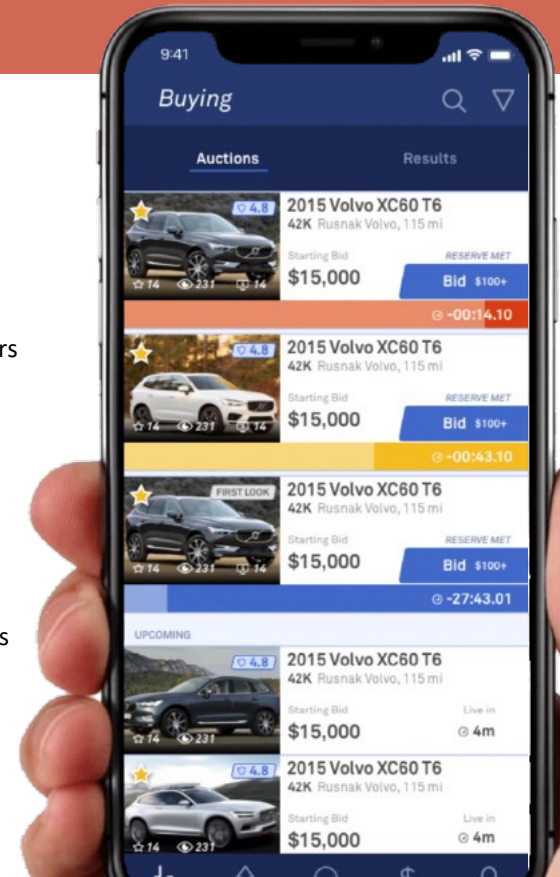 9:41
Buying
Auctions
Results
4.8
14 231 14
2015 Volvo XC60 T6
42K Rusnak Volvo, 115 mi
Starting Bid
RESERVE MET
$15,000
Bid $100+
-00:14.10
rs
4.8
14 231 14
2015 Volvo XC60 T6
42K Rusnak Volvo, 115 mi
Starting Bid
RESERVE MET
$15,000
Bid $100+
-00:43.10
FIRST LOOK
14 231 14
2015 Volvo XC60 T6
42K Rusnak Volvo, 115 mi
Starting Bid
RESERVE MET
$15,000
Bid $100+
-27:43.01
s
UPCOMING
4.8
14 231
2015 Volvo XC60 T6
42K Rusnak Volvo, 115 mi
Starting Bid
Live in
$15,000
4m
4.8
14 231
2015 Volvo XC60 T6
42K Rusnak Volvo, 115 mi
Starting Bid
Live in
$15,000
4m